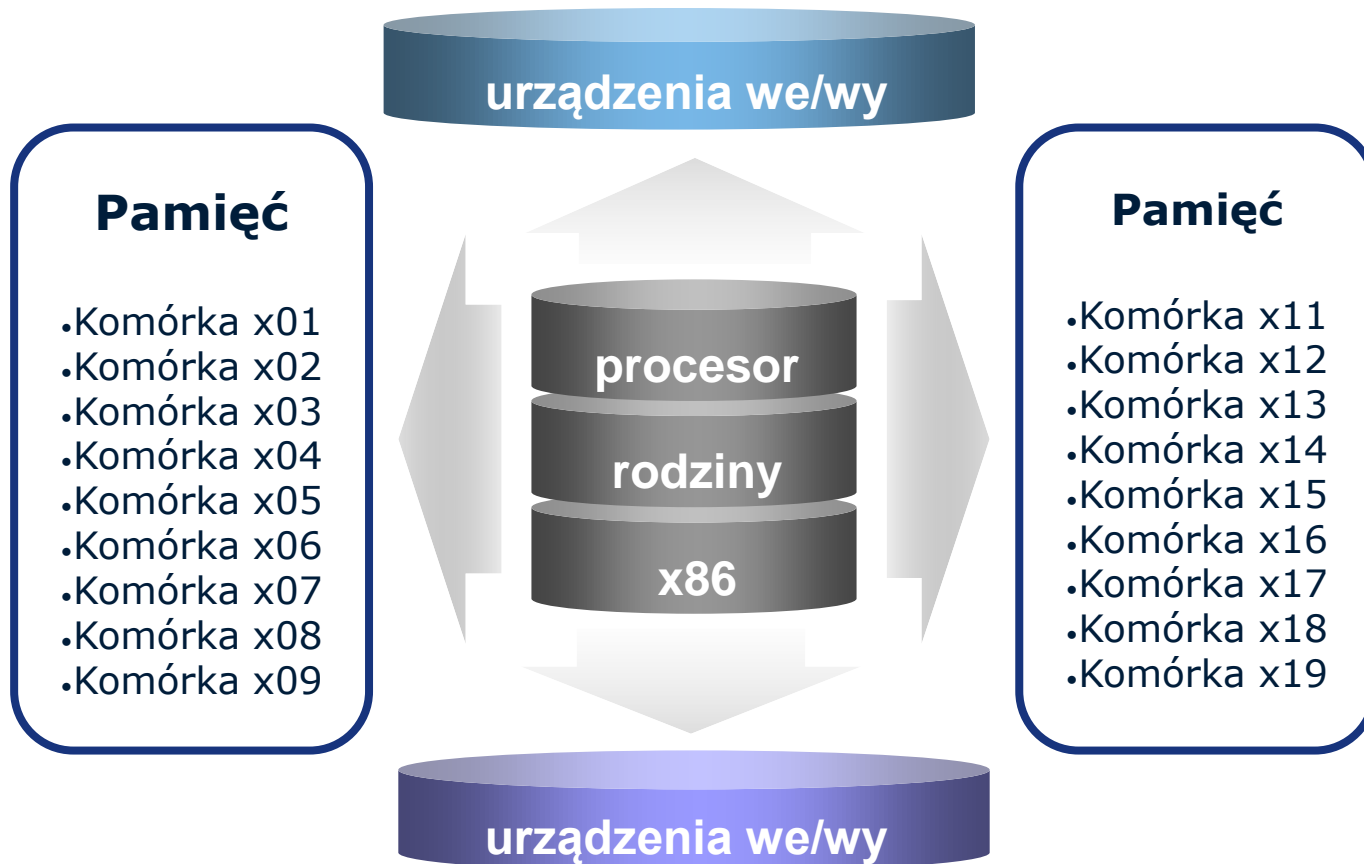 urządzenia we/wy
Pamięć
•Komórka x01
•Komórka x02
•Komórka x03
•Komórka x04
•Komórka x05
•Komórka x06
•Komórka x07
•Komórka x08
•Komórka x09
procesor
rodziny
x86
Pamięć
•Komórka x11
•Komórka x12
•Komórka x13
•Komórka x14
•Komórka x15
•Komórka x16
•Komórka x17
•Komórka x18
•Komórka x19
urządzenia we/wy